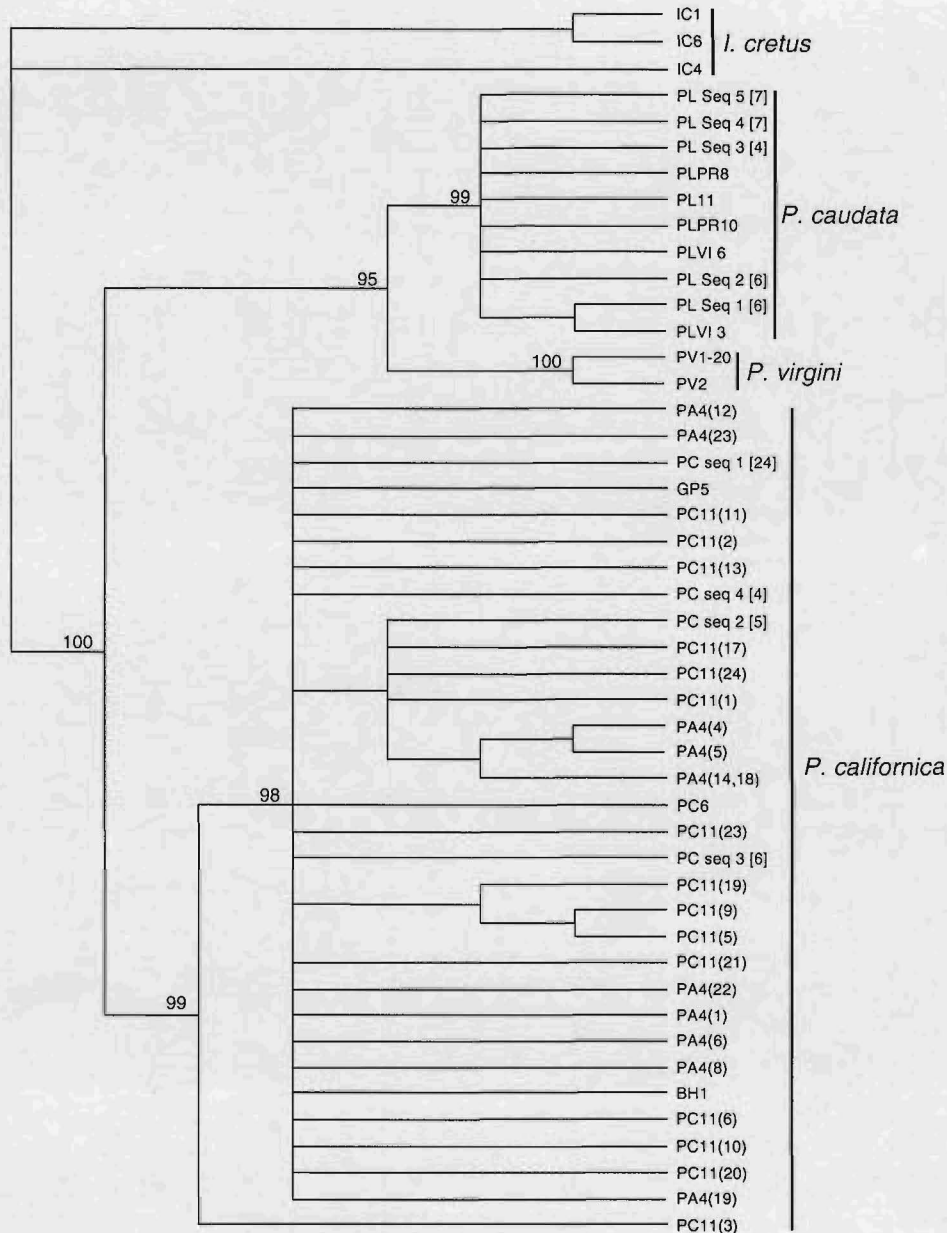 IC1
IC6
I. cretus
IC4
PL Seq 5 [7]
PL Seq 4 [7]
PL Seq 3 [4]
PLPR8
99
PL11
P. caudata
PLPR10
PLVI 6
95
PL Seq 2 [6]
PL Seq 1 [6]
PLVI 3
100
PV1-20
P. virgini
PV2
PA4(12)
PA4(23)
PC seq 1 [24]
GP5
PC11(11)
PC11(2)
PC11(13)
PC seq 4 [4]
PC seq 2 [5]
100
PC11(17)
PC11(24)
PC11(1)
PA4(4)
PA4(5)
P. californica
PA4(14,18)
98
PC6
PC11(23)
PC seq 3 [6]
PC11(19)
PC11(9)
PC11(5)
PC11(21)
PA4(22)
99
PA4(1)
PA4(6)
PA4(8)
BH1
PC11(6)
PC11(10)
PC11(20)
PA4(19)
PC11(3)